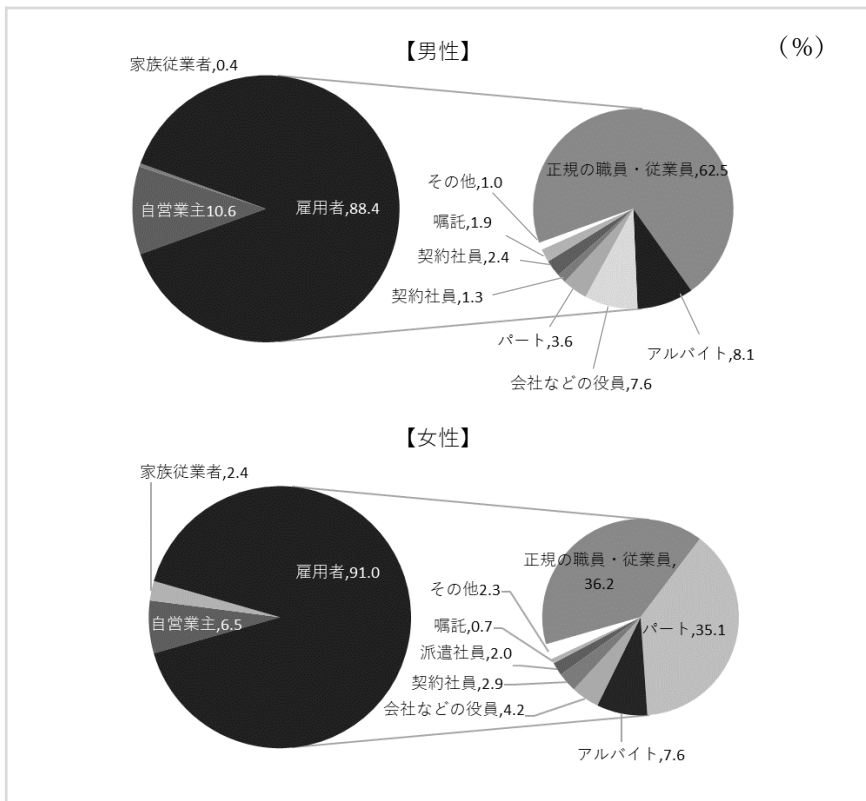 【男性】
（%）
家族従業者,0.4
自営業主10.6
雇用者,88.4
正規の職員・従業員,62.5
その他,1.0
嘱託,1.9
契約社員,2.4
契約社員,1.3
パート,3.6
会社などの役員,7.6
アルバイト,8.1
【女性】
家族従業者,2.4
自営業主,6.5
雇用者,91.0
正規の職員・従業員,
36.2
その他2.3
嘱託,0.7
派遣社員,2.0
契約社員,2.9
会社などの役員,4.2
パート,35.1
アルバイト,7.6